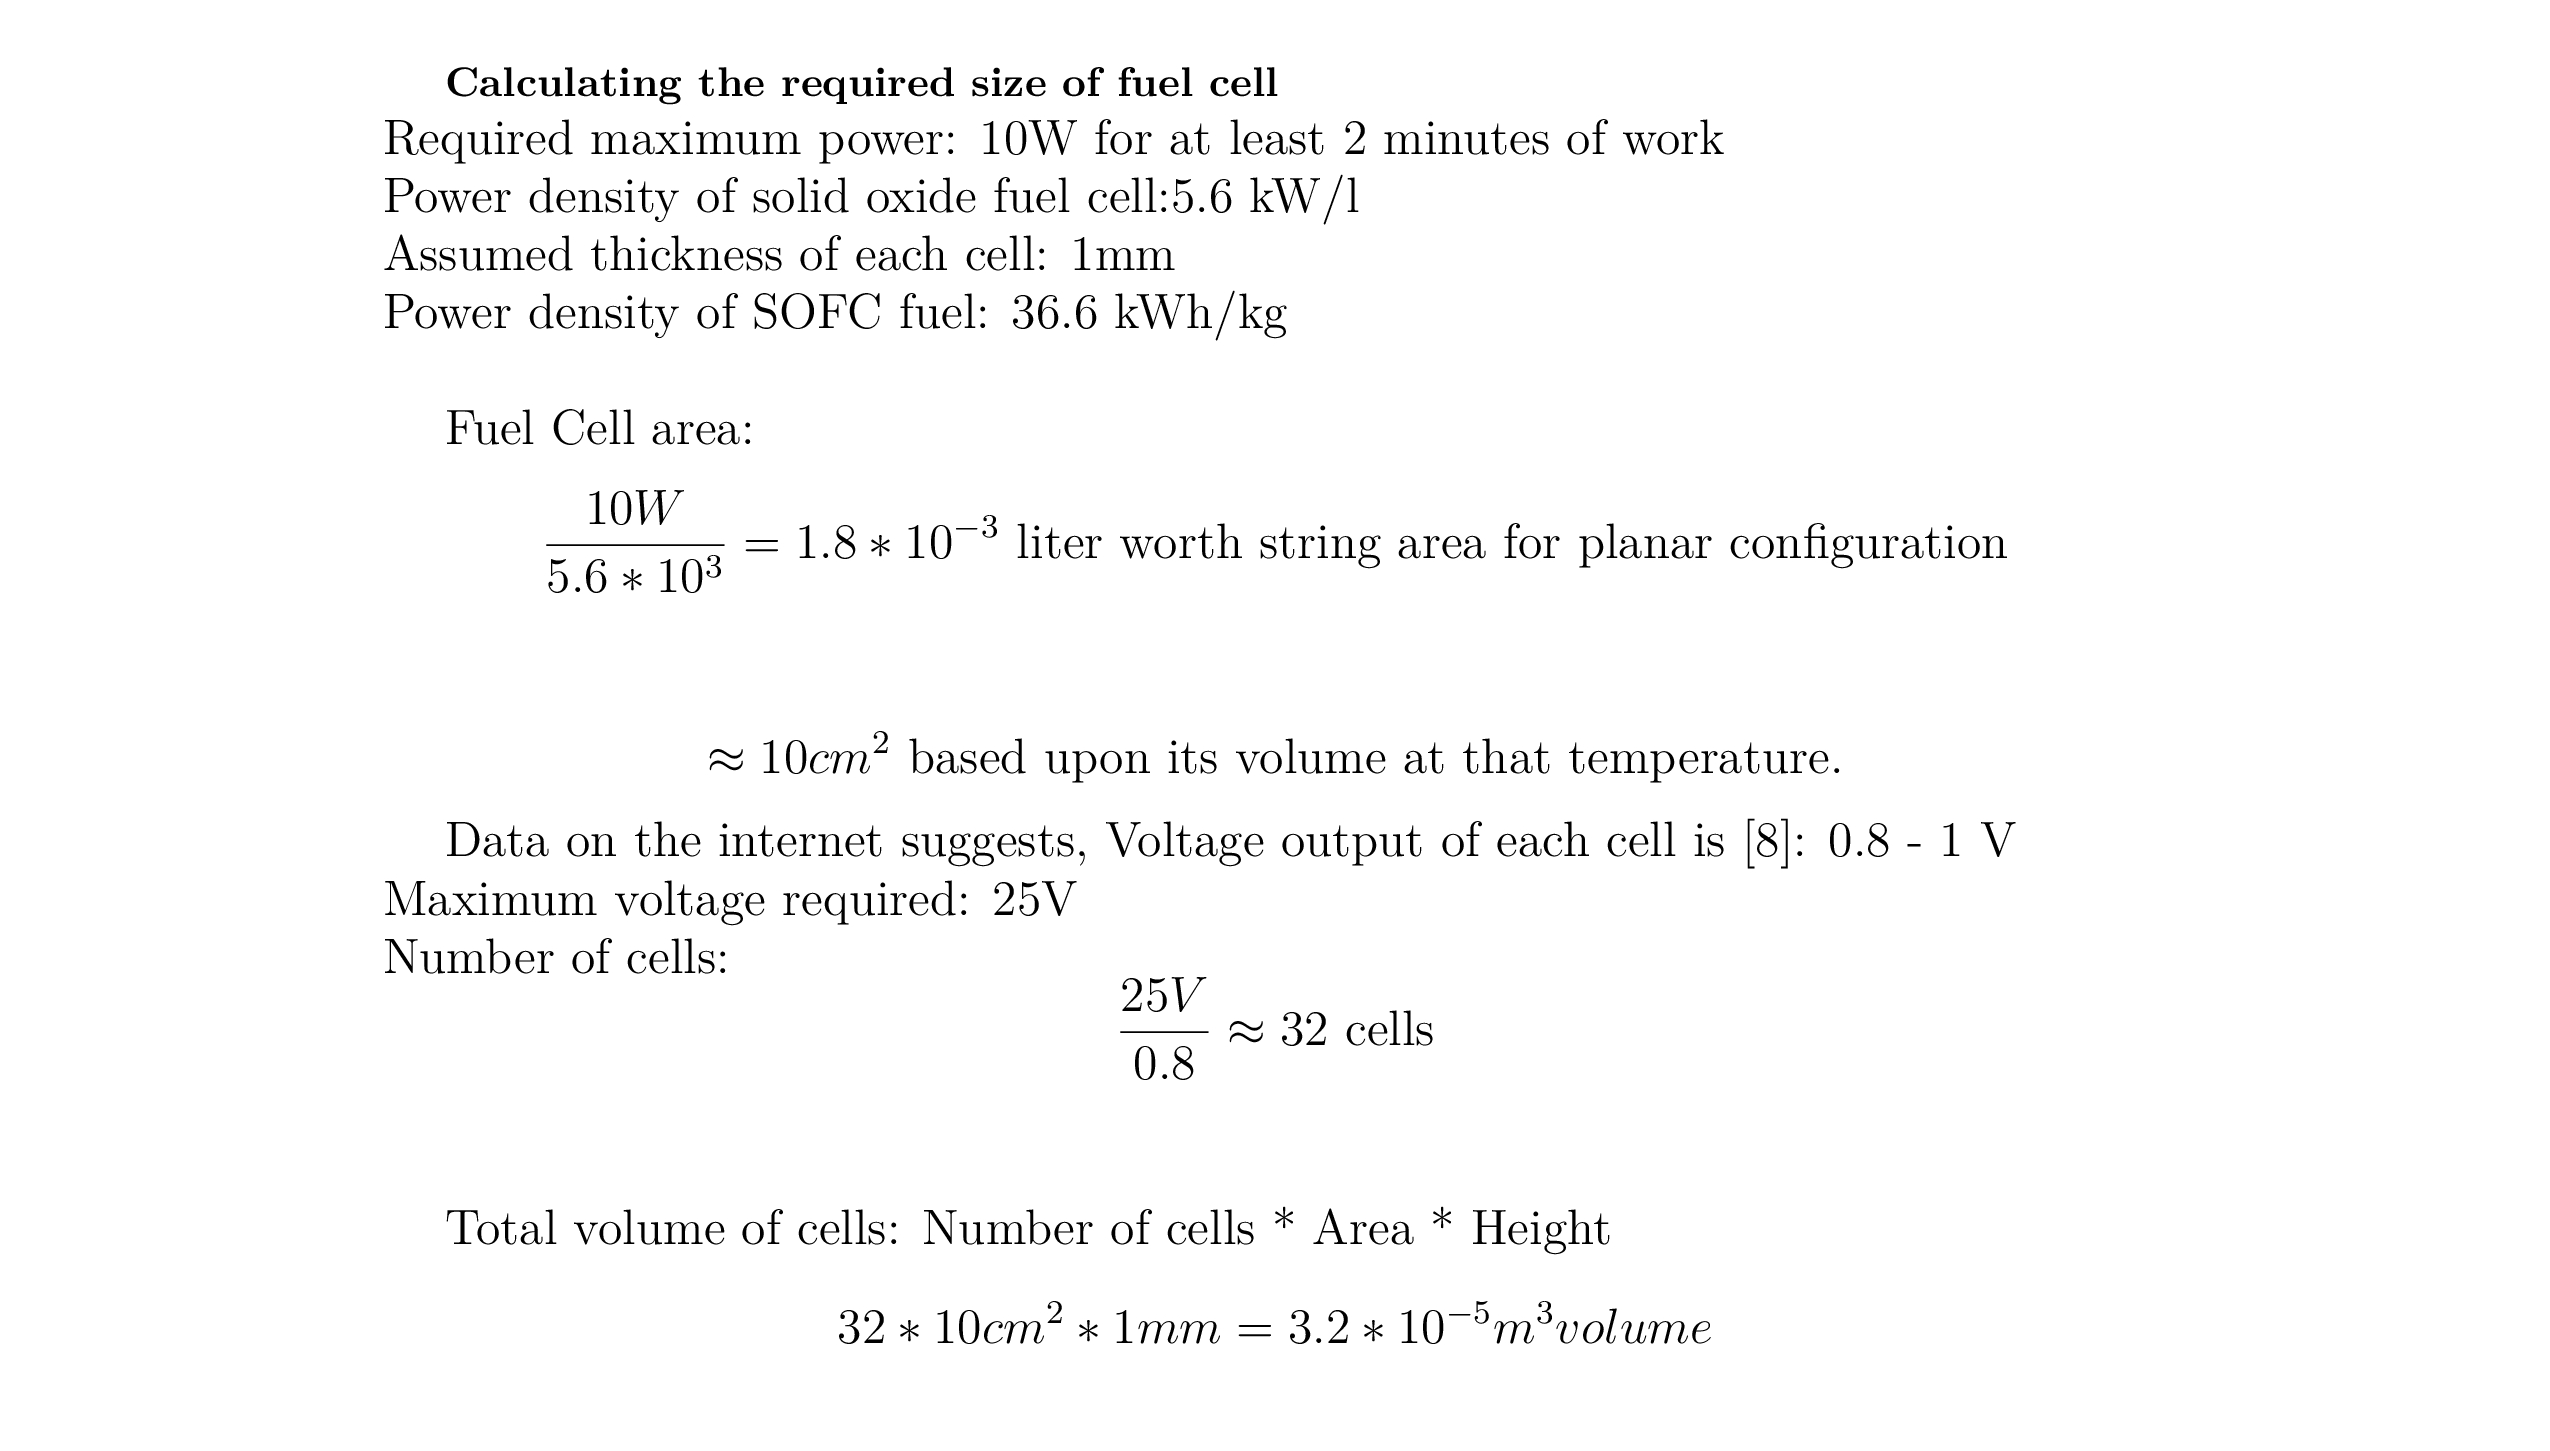 Calculating the required size of fuel cell
Required maximum power: 10W for at least 2 minutes of work
Power density of solid oxide fuel cell:5.6 kW/l
Assumed thickness of each cell: 1mm
Power density of SOFC fuel: 36.6 kWh/kg
Fuel Cell area:
\frac{10W}{5.6 * 10^3} = 1.8 * 10^{-3} liter worth string area for planar configuration
≈ 10cm^2 based upon its volume at that temperature.
Data on the internet suggests, Voltage output of each cell is [8]: 0.8 - 1 V
Maximum voltage required: 25V
Number of cells:
\frac{25V}{0.8} ≈ 32 cells
Total volume of cells: Number of cells * Area * Height
32 * 10cm^2 * 1mm = 3.2 * 10^{-5}m^3volume